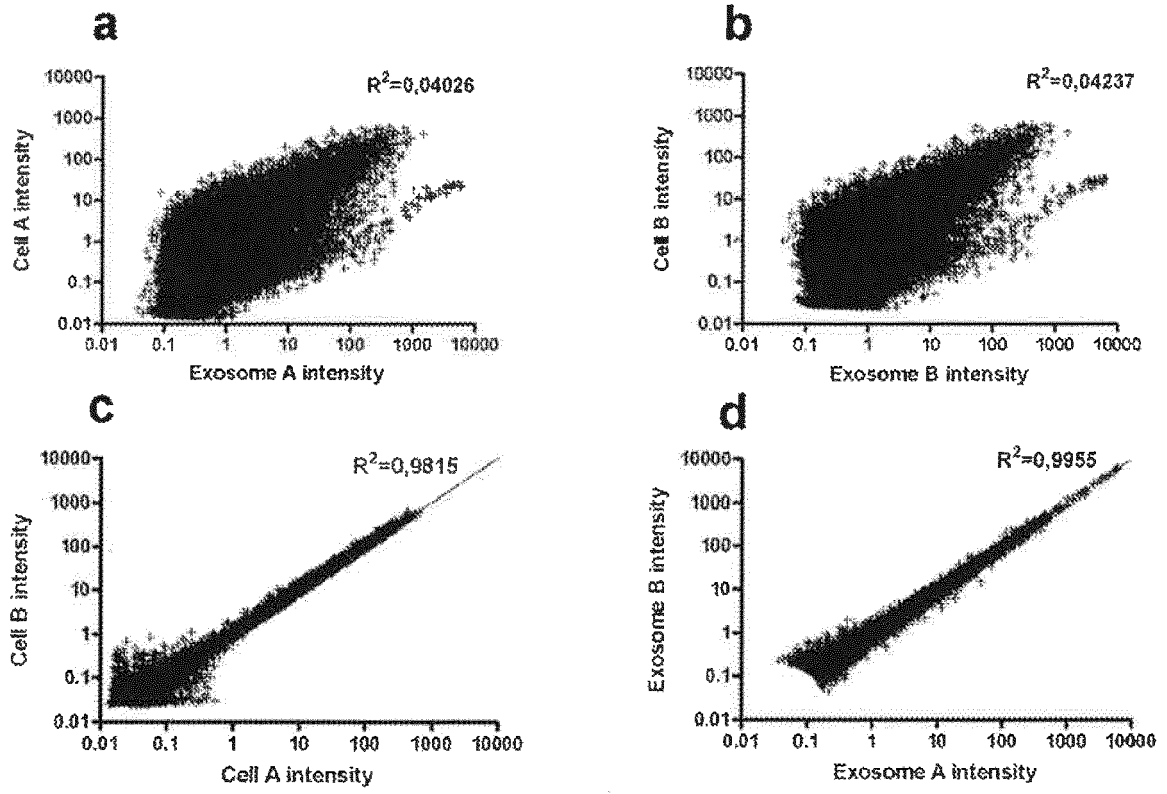 a
R²=0,04026
10000
1000
100
10
1
0.1
0.01
Cell A intensity
0.01 0.1 1 10 100 1000 10000
Exosome A intensity
b
R²=0,04237
10000
1000
100
10
1
0.1
0.01
Cell B intensity
0.01 0.1 1 10 100 1000 10000
Exosome B intensity
c
R²=0,9815
10000
1000
100
10
1
0.1
0.01
Cell B intensity
0.01 0.1 1 10 100 1000 10000
Cell A intensity
d
R²=0,9955
10000
1000
100
10
1
0.1
0.01
Exosome B intensity
0.01 0.1 1 10 100 1000 10000
Exosome A intensity